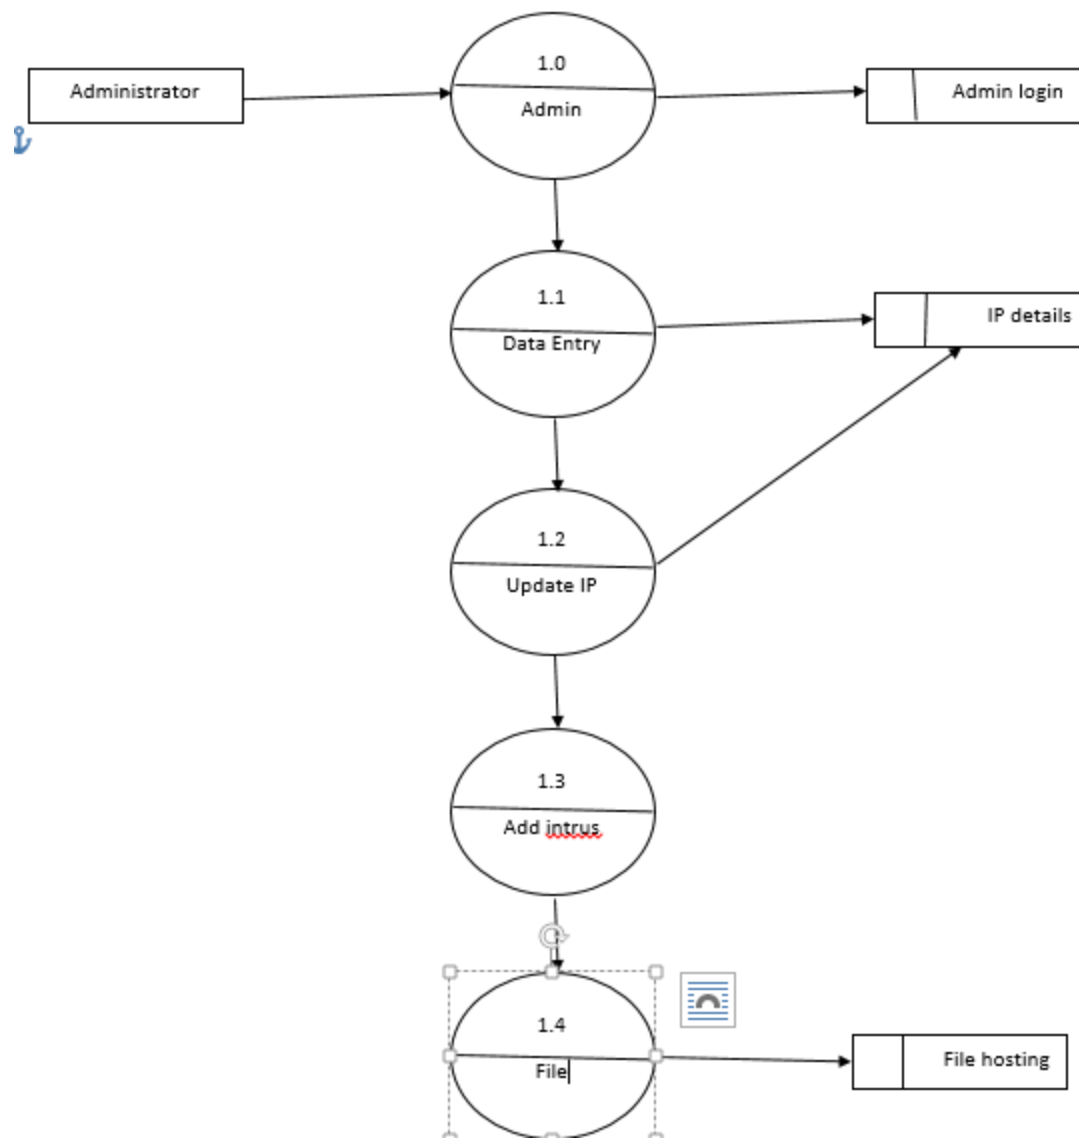 1.0
Administrator
Admin login
Admin
1.1
IP details
Data Entry
1.2
Update IP
1.3
Add intrus
1.4
File hosting
File